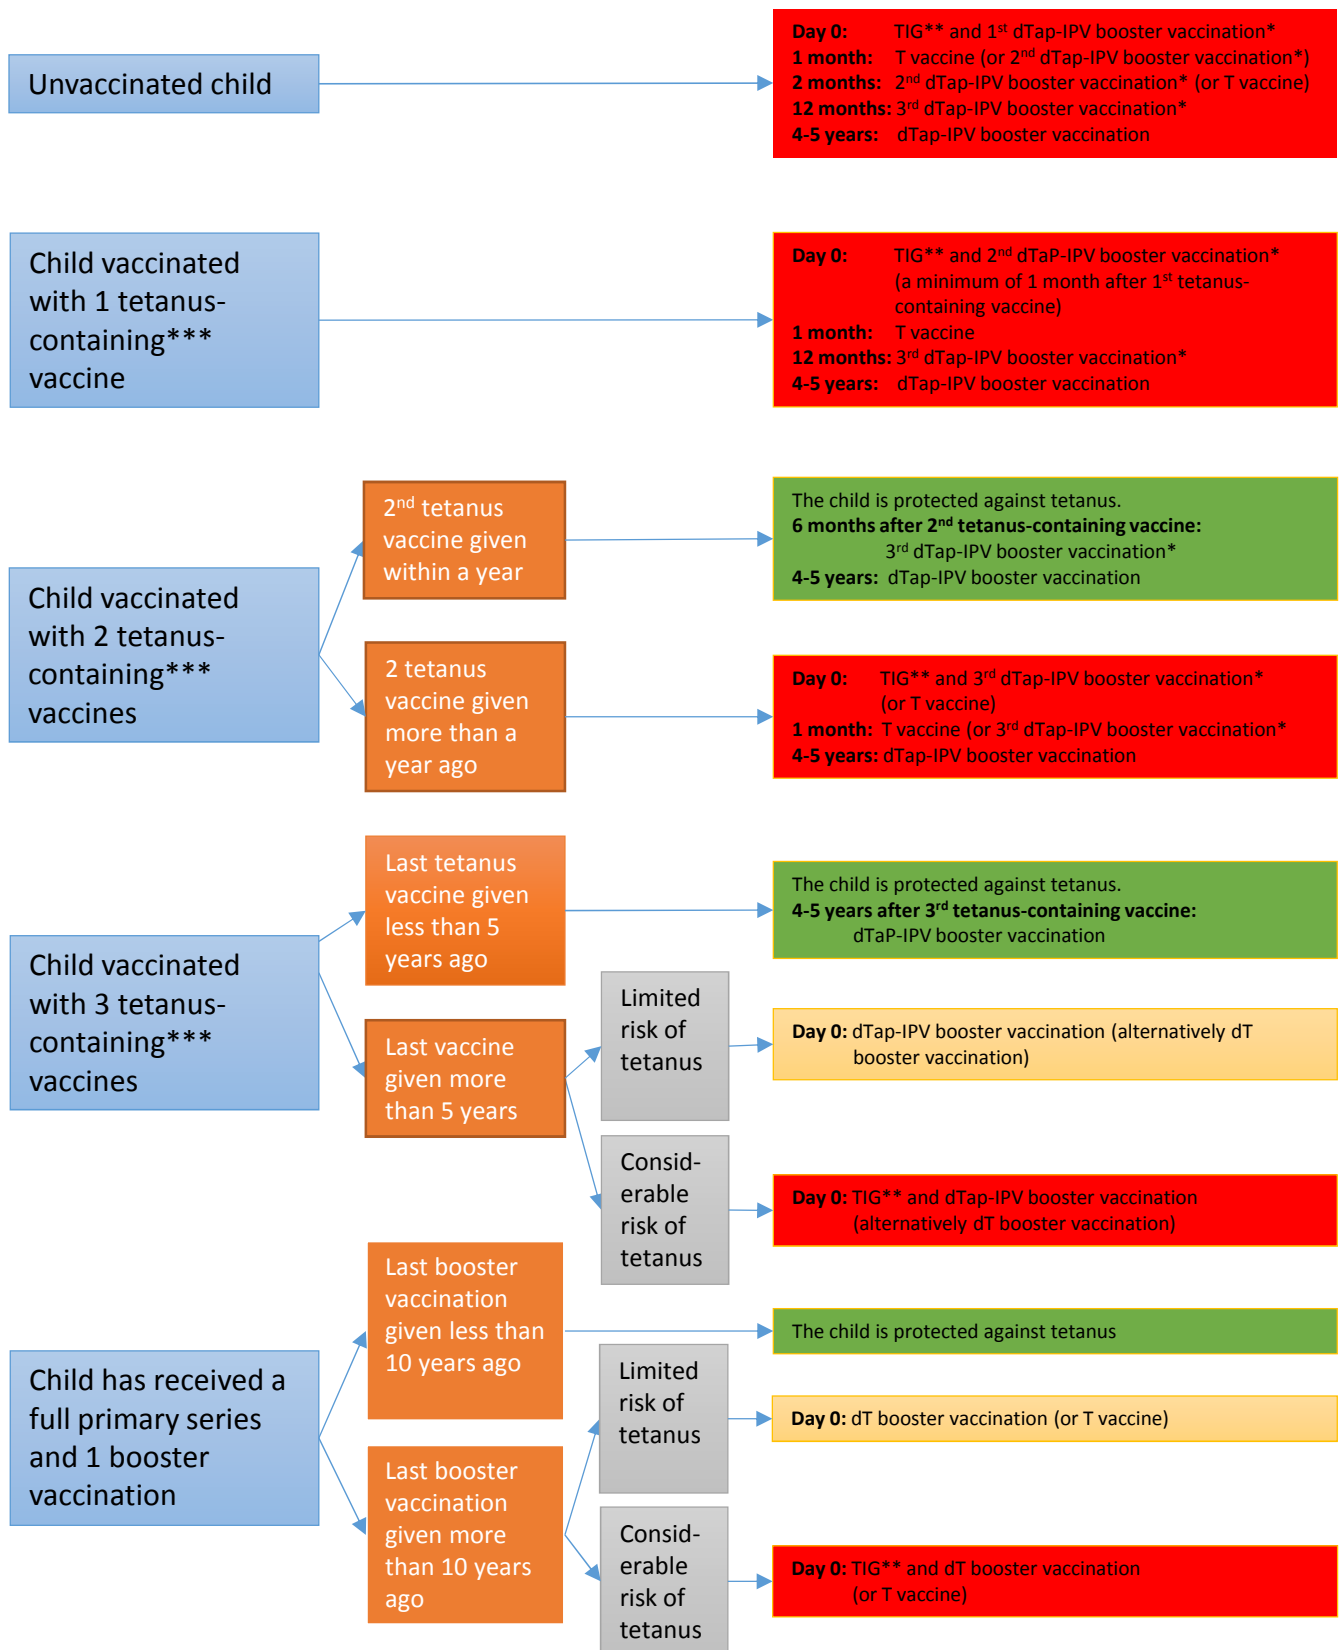 Unvaccinated child
Day 0: TIG** and 1st dTap-IPV booster vaccination*
1 month: T vaccine (or 2nd dTap-IPV booster vaccination*)
2 months: 2nd dTap-IPV booster vaccination* (or T vaccine)
12 months: 3rd dTap-IPV booster vaccination*
4-5 years: dTap-IPV booster vaccination
Child vaccinated
with 1 tetanus-
containing***
vaccine
Day 0: TIG** and 2nd dTaP-IPV booster vaccination*
(a minimum of 1 month after 1st tetanus-
containing vaccine)
1 month: T vaccine
12 months: 3rd dTap-IPV booster vaccination*
4-5 years: dTap-IPV booster vaccination
Child vaccinated
with 2 tetanus-
containing***
vaccines
2nd tetanus
vaccine given
within a year
The child is protected against tetanus.
6 months after 2nd tetanus-containing vaccine:
3rd dTap-IPV booster vaccination*
4-5 years: dTap-IPV booster vaccination
2 tetanus
vaccine given
more than a
year ago
Day 0: TIG** and 3rd dTap-IPV booster vaccination*
(or T vaccine)
1 month: T vaccine (or 3rd dTap-IPV booster vaccination*
4-5 years: dTap-IPV booster vaccination
Child vaccinated
with 3 tetanus-
containing***
vaccines
Last tetanus
vaccine given
less than 5
years ago
The child is protected against tetanus.
4-5 years after 3rd tetanus-containing vaccine:
dTaP-IPV booster vaccination
Last vaccine
given more
than 5 years
Limited
risk of
tetanus
Day 0: dTap-IPV booster vaccination (alternatively dT
booster vaccination)
Consid-
erable
risk of
tetanus
Day 0: TIG** and dTap-IPV booster vaccination
(alternatively dT booster vaccination)
Child has received a
full primary series
and 1 booster
vaccination
Last booster
vaccination
given less than
10 years ago
The child is protected against tetanus
Last booster
vaccination
given more
than 10 years
ago
Limited
risk of
tetanus
Day 0: dT booster vaccination (or T vaccine)
Consid-
erable
risk of
tetanus
Day 0: TIG** and dT booster vaccination
(or T vaccine)